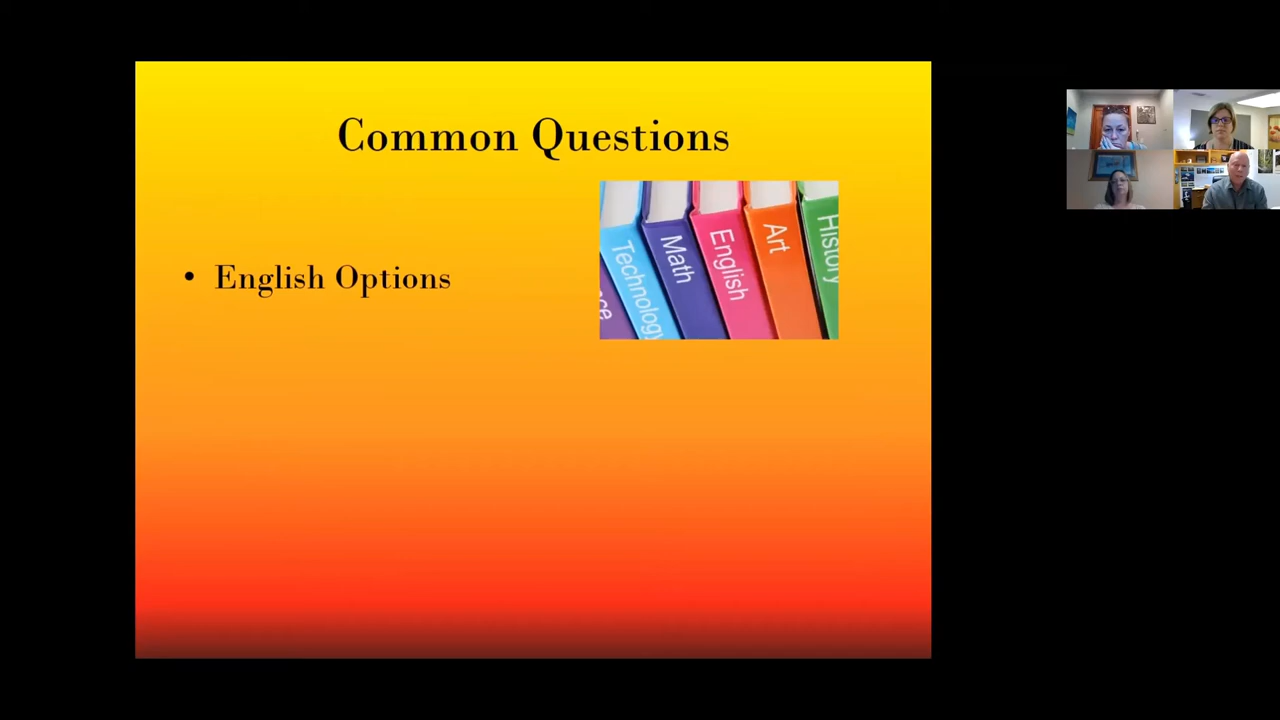 Common Questions
• English Options
Technology
Math
English
Art
History